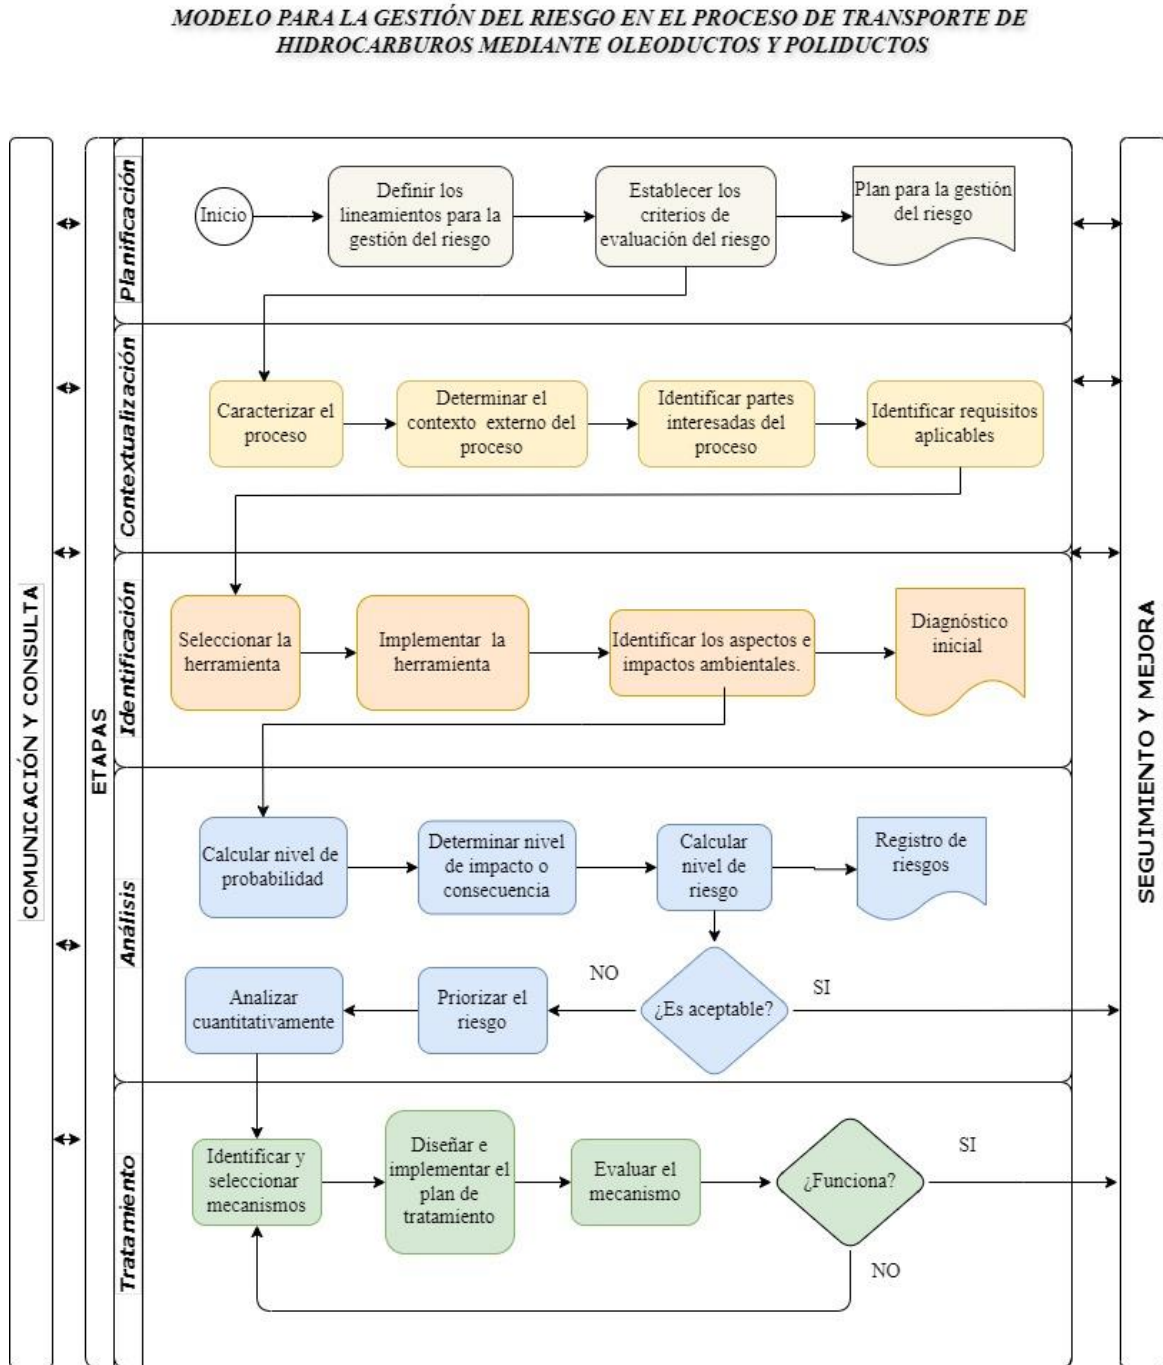 MODELO PARA LA GESTIÓN DEL RIESGO EN EL PROCESO DE TRANSPORTE DE
HIDROCARBUROS MEDIANTE OLEODUCTOS Y POLIDUCTOS
COMUNICACIÓN Y CONSULTA
ETAPAS
Planificación
Inicio
Definir los
lineamientos para la
gestión del riesgo
Establecer los
criterios de
evaluación del riesgo
Plan para la gestión
del riesgo
Contextualización
Caracterizar el
proceso
Determinar el
contexto externo del
proceso
Identificar partes
interesadas del
proceso
Identificar requisitos
aplicables
Identificación
Seleccionar la
herramienta
Implementar la
herramienta
Identificar los aspectos e
impactos ambientales.
Diagnóstico
inicial
Análisis
Calcular nivel de
probabilidad
Determinar nivel
de impacto o
consecuencia
Calcular
nivel de
riesgo
Registro de
riesgos
¿Es aceptable?
NO
SI
Priorizar el
riesgo
Analizar
cuantitativamente
Tratamiento
Identificar y
seleccionar
mecanismos
Diseñar e
implementar el
plan de
tratamiento
Evaluar el
mecanismo
¿Funciona?
SI
NO
SEGUIMIENTO Y MEJORA